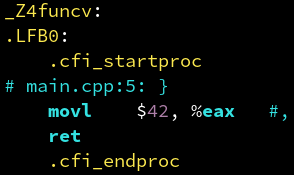 _Z4funcv:
.LFB0:
    .cfi_startproc
# main.cpp:5: }
    movl    $42, %eax   #,
    ret
    .cfi_endproc